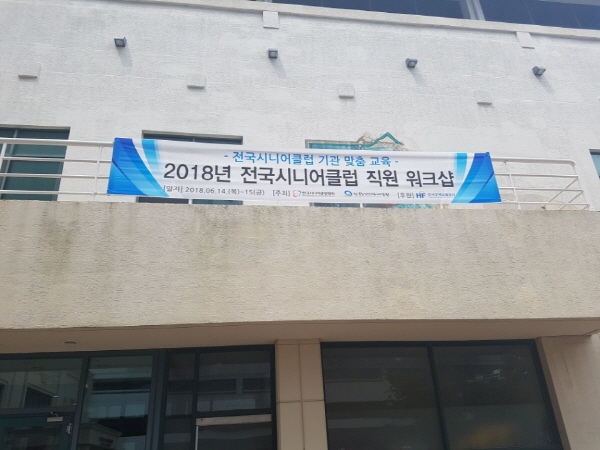 - 전국시니어클럽 기관 맞춤 교육 -
2018년 전국시니어클럽 직원 워크샵
[일자] 2018.06.14.(목)~15(금) [주최] [후원] HF